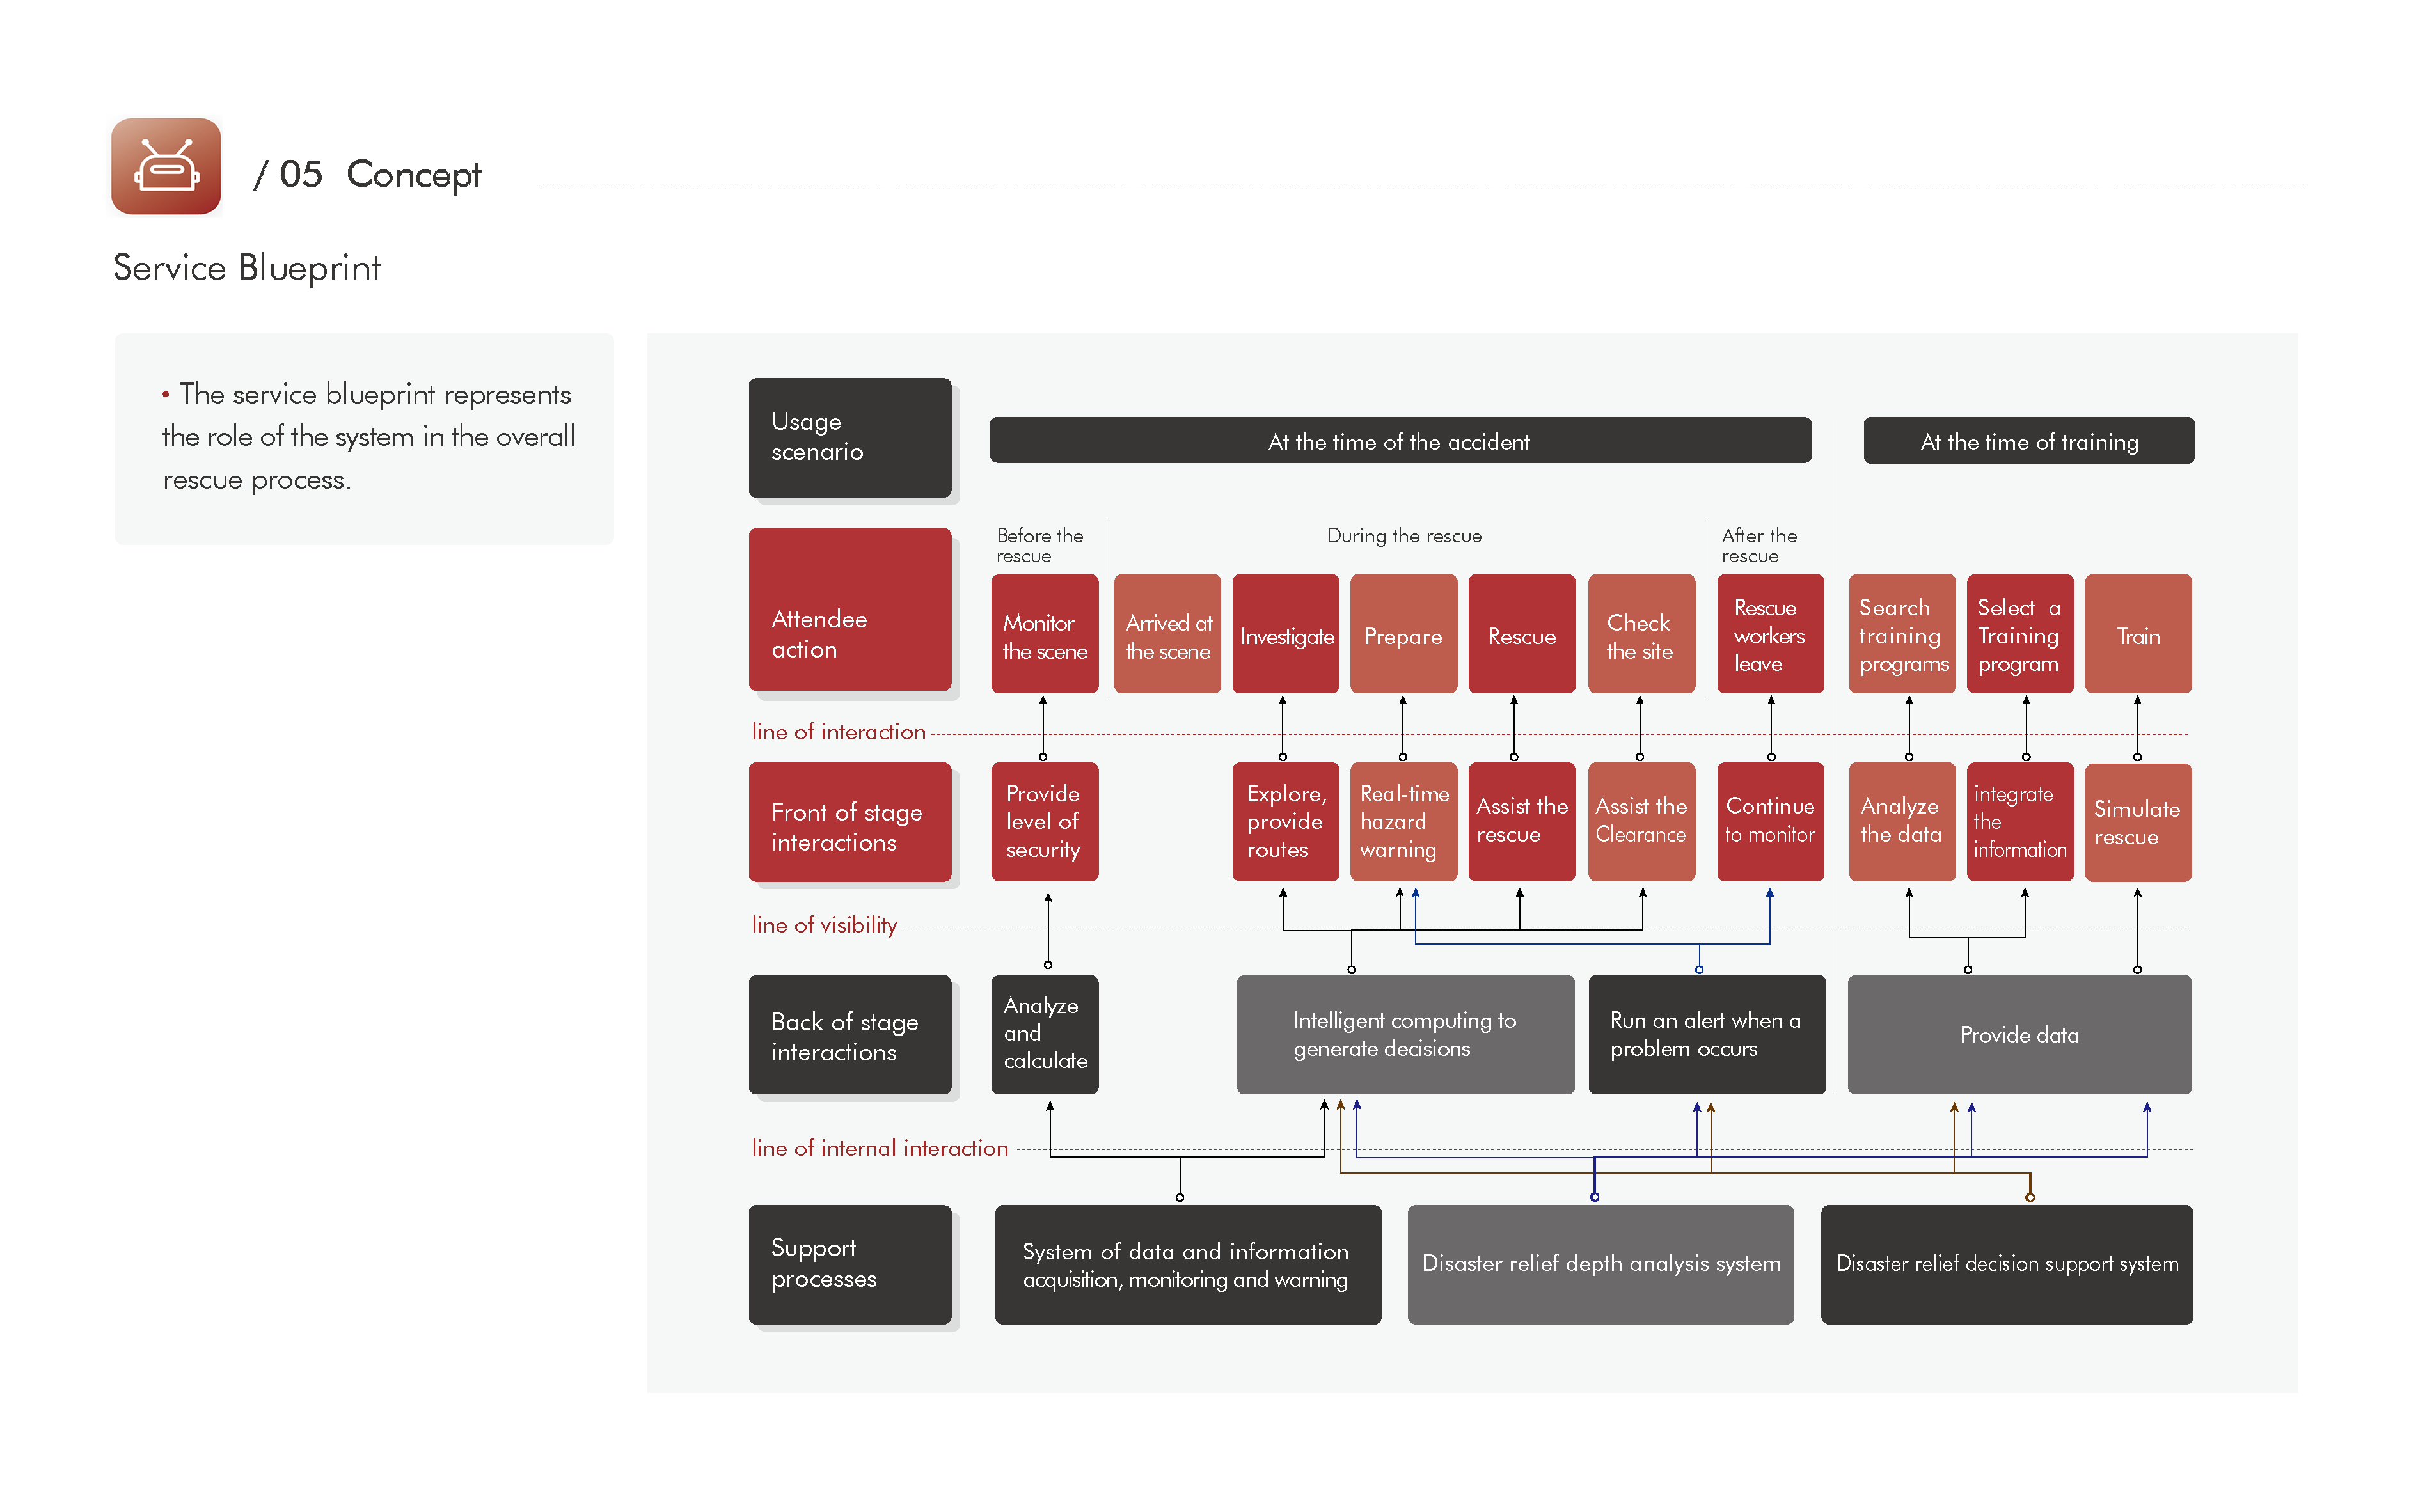 / 05 Concept
Service Blueprint
• The service blueprint represents
the role of the system in the overall
rescue process.
Usage
scenario
At the time of the accident
At the time of training
Attendee
action
Before the
rescue
During the rescue
After the
rescue
Monitor
the scene
Arrived at
the scene
Investigate
Prepare
Rescue
Check
the site
Rescue
workers
leave
Search
training
programs
Select a
Training
program
Train
line of interaction
Front of stage
interactions
Provide
level of
security
Explore,
provide
routes
Real-time
hazard
warning
Assist the
rescue
Assist the
Clearance
Continue
to monitor
Analyze
the data
integrate
the
information
Simulate
rescue
line of visibility
Back of stage
interactions
Analyze
and
calculate
Intelligent computing to
generate decisions
Run an alert when a
problem occurs
Provide data
line of internal interaction
Support
processes
System of data and information
acquisition, monitoring and warning
Disaster relief depth analysis system
Disaster relief decision support system